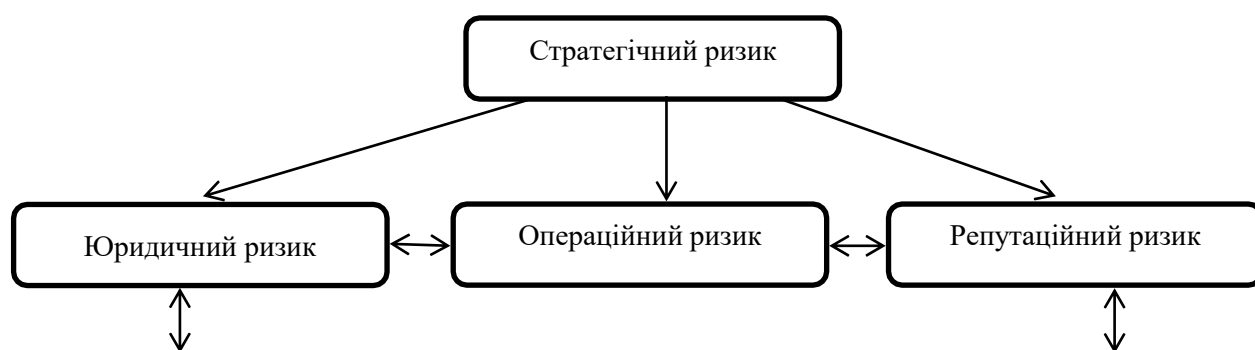 Стратегічний ризик
Юридичний ризик
Операційний ризик
Репутаційний ризик